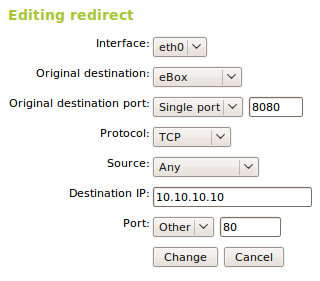 Editing redirect
Interface: eth0
Original destination: eBox
Original destination port: Single port 8080
Protocol: TCP
Source: Any
Destination IP: 10.10.10.10
Port: Other 80
Change Cancel